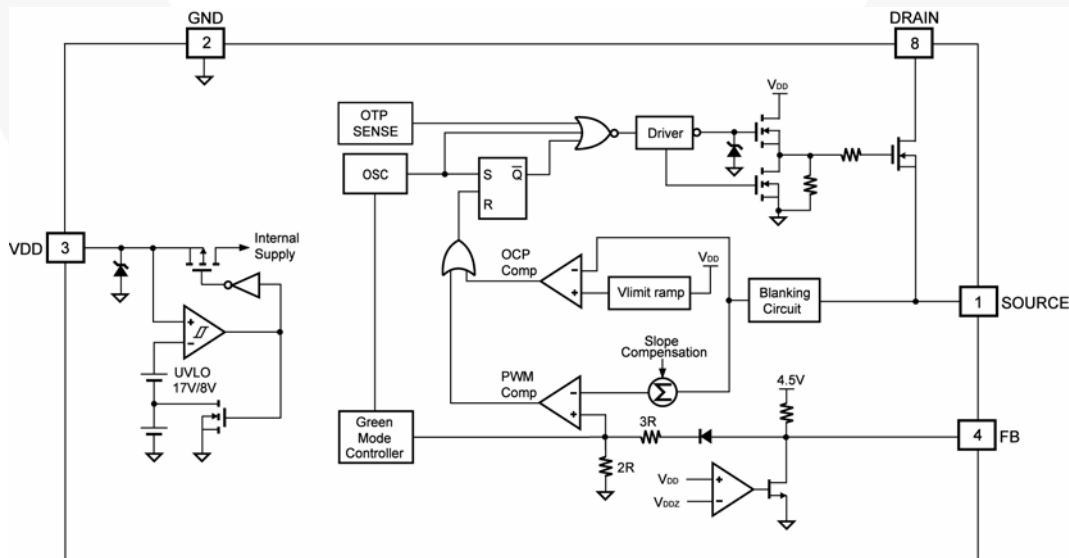 GND
2
DRAIN
8
VDD
3
Internal
Supply
UVLO
17V/8V
OTP
SENSE
OSC
S
Q̅
R
Driver
VDD
OCP
Comp
Vlimit ramp
VDD
Blanking
Circuit
1
SOURCE
Slope
Compensation
PWM
Comp
Σ
4.5V
Green
Mode
Controller
3R
2R
4
FB
VDD
VDDZ
+
-
-
+
-
+
+
-